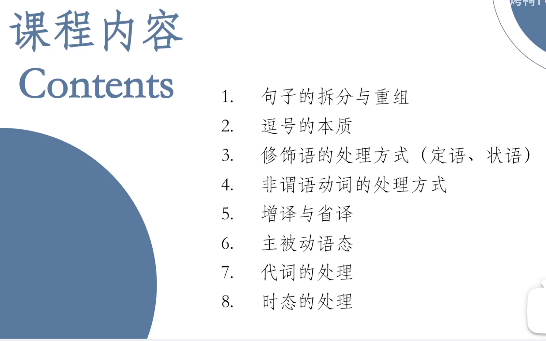 课程内容
Contents
1. 句子的拆分与重组
2. 逗号的本质
3. 修饰语的处理方式（定语、状语）
4. 非谓语动词的处理方式
5. 增译与省译
6. 主被动语态
7. 代词的处理
8. 时态的处理